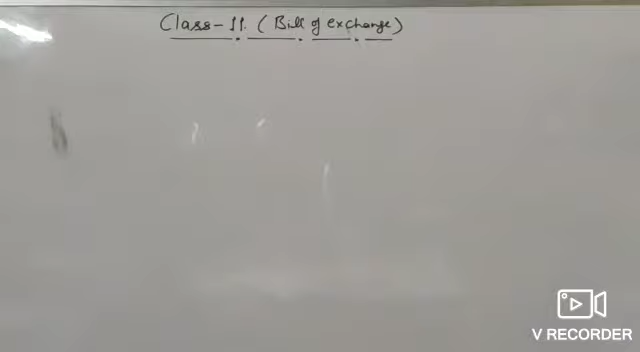 Class-11. (Bill of exchange)
V RECORDER